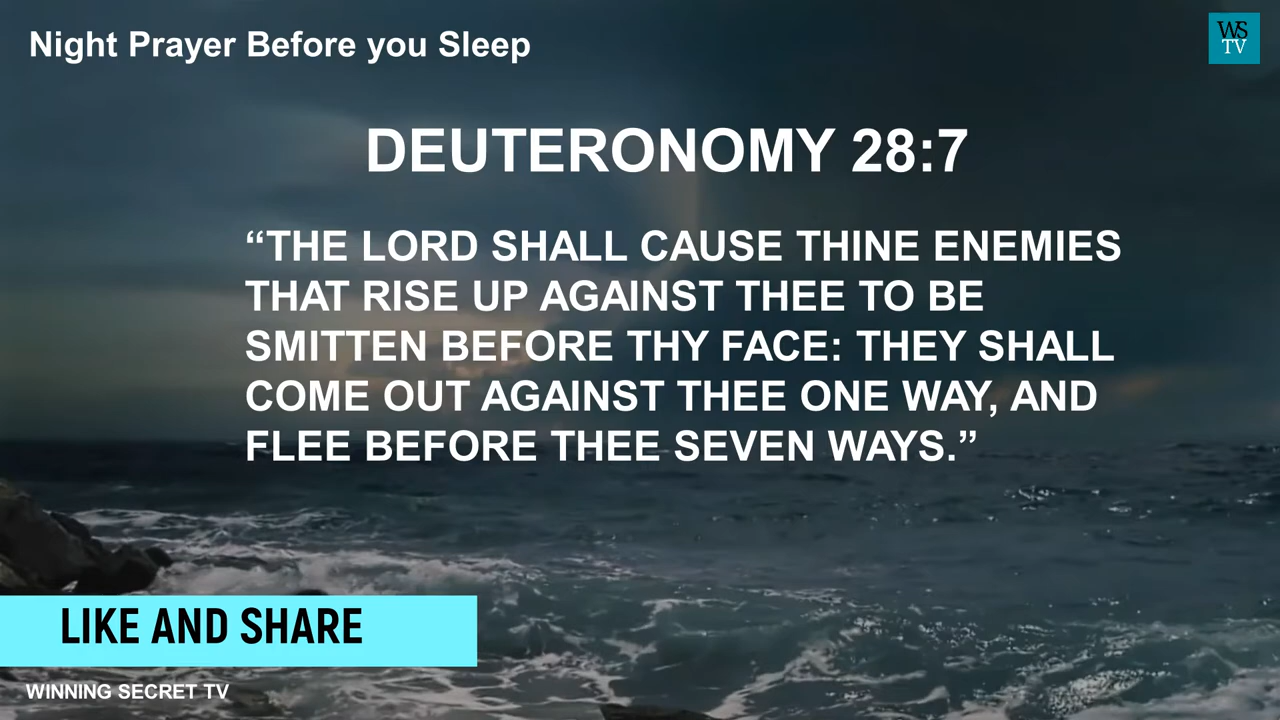 Night Prayer Before you Sleep
WS
TV
DEUTERONOMY 28:7
“THE LORD SHALL CAUSE THINE ENEMIES
THAT RISE UP AGAINST THEE TO BE
SMITTEN BEFORE THY FACE: THEY SHALL
COME OUT AGAINST THEE ONE WAY, AND
FLEE BEFORE THEE SEVEN WAYS.”
LIKE AND SHARE
WINNING SECRET TV